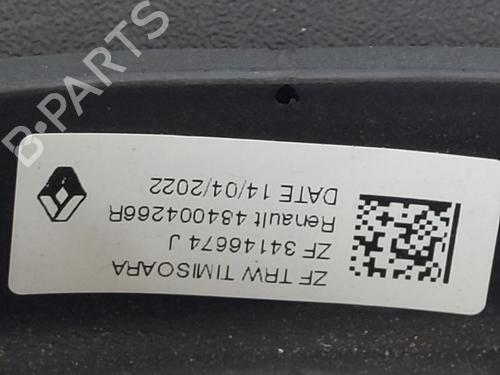 ZF TRW TIMISOARA
ZF 34146674 J
Renault 484004266R
DATE 14/04/2022
B-PARTS